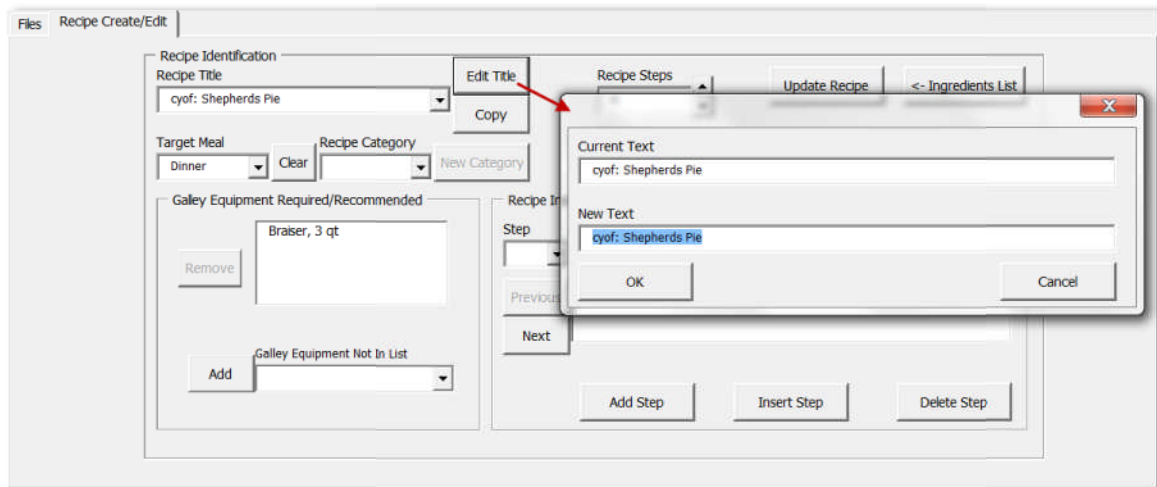 Files Recipe Create/Edit
Recipe Identification
Recipe Title
cyof: Shepherds Pie
Edit Title
Copy
Recipe Steps
Update Recipe
<- Ingredients List
Target Meal
Dinner
Clear
Recipe Category
New Category
Galley Equipment Required/Recommended
Braiser, 3 qt
Remove
Add
Galley Equipment Not In List
Recipe
Step
Previous
Next
Add Step
Insert Step
Delete Step
X
Current Text
cyof: Shepherds Pie
New Text
cyof: Shepherds Pie
OK
Cancel